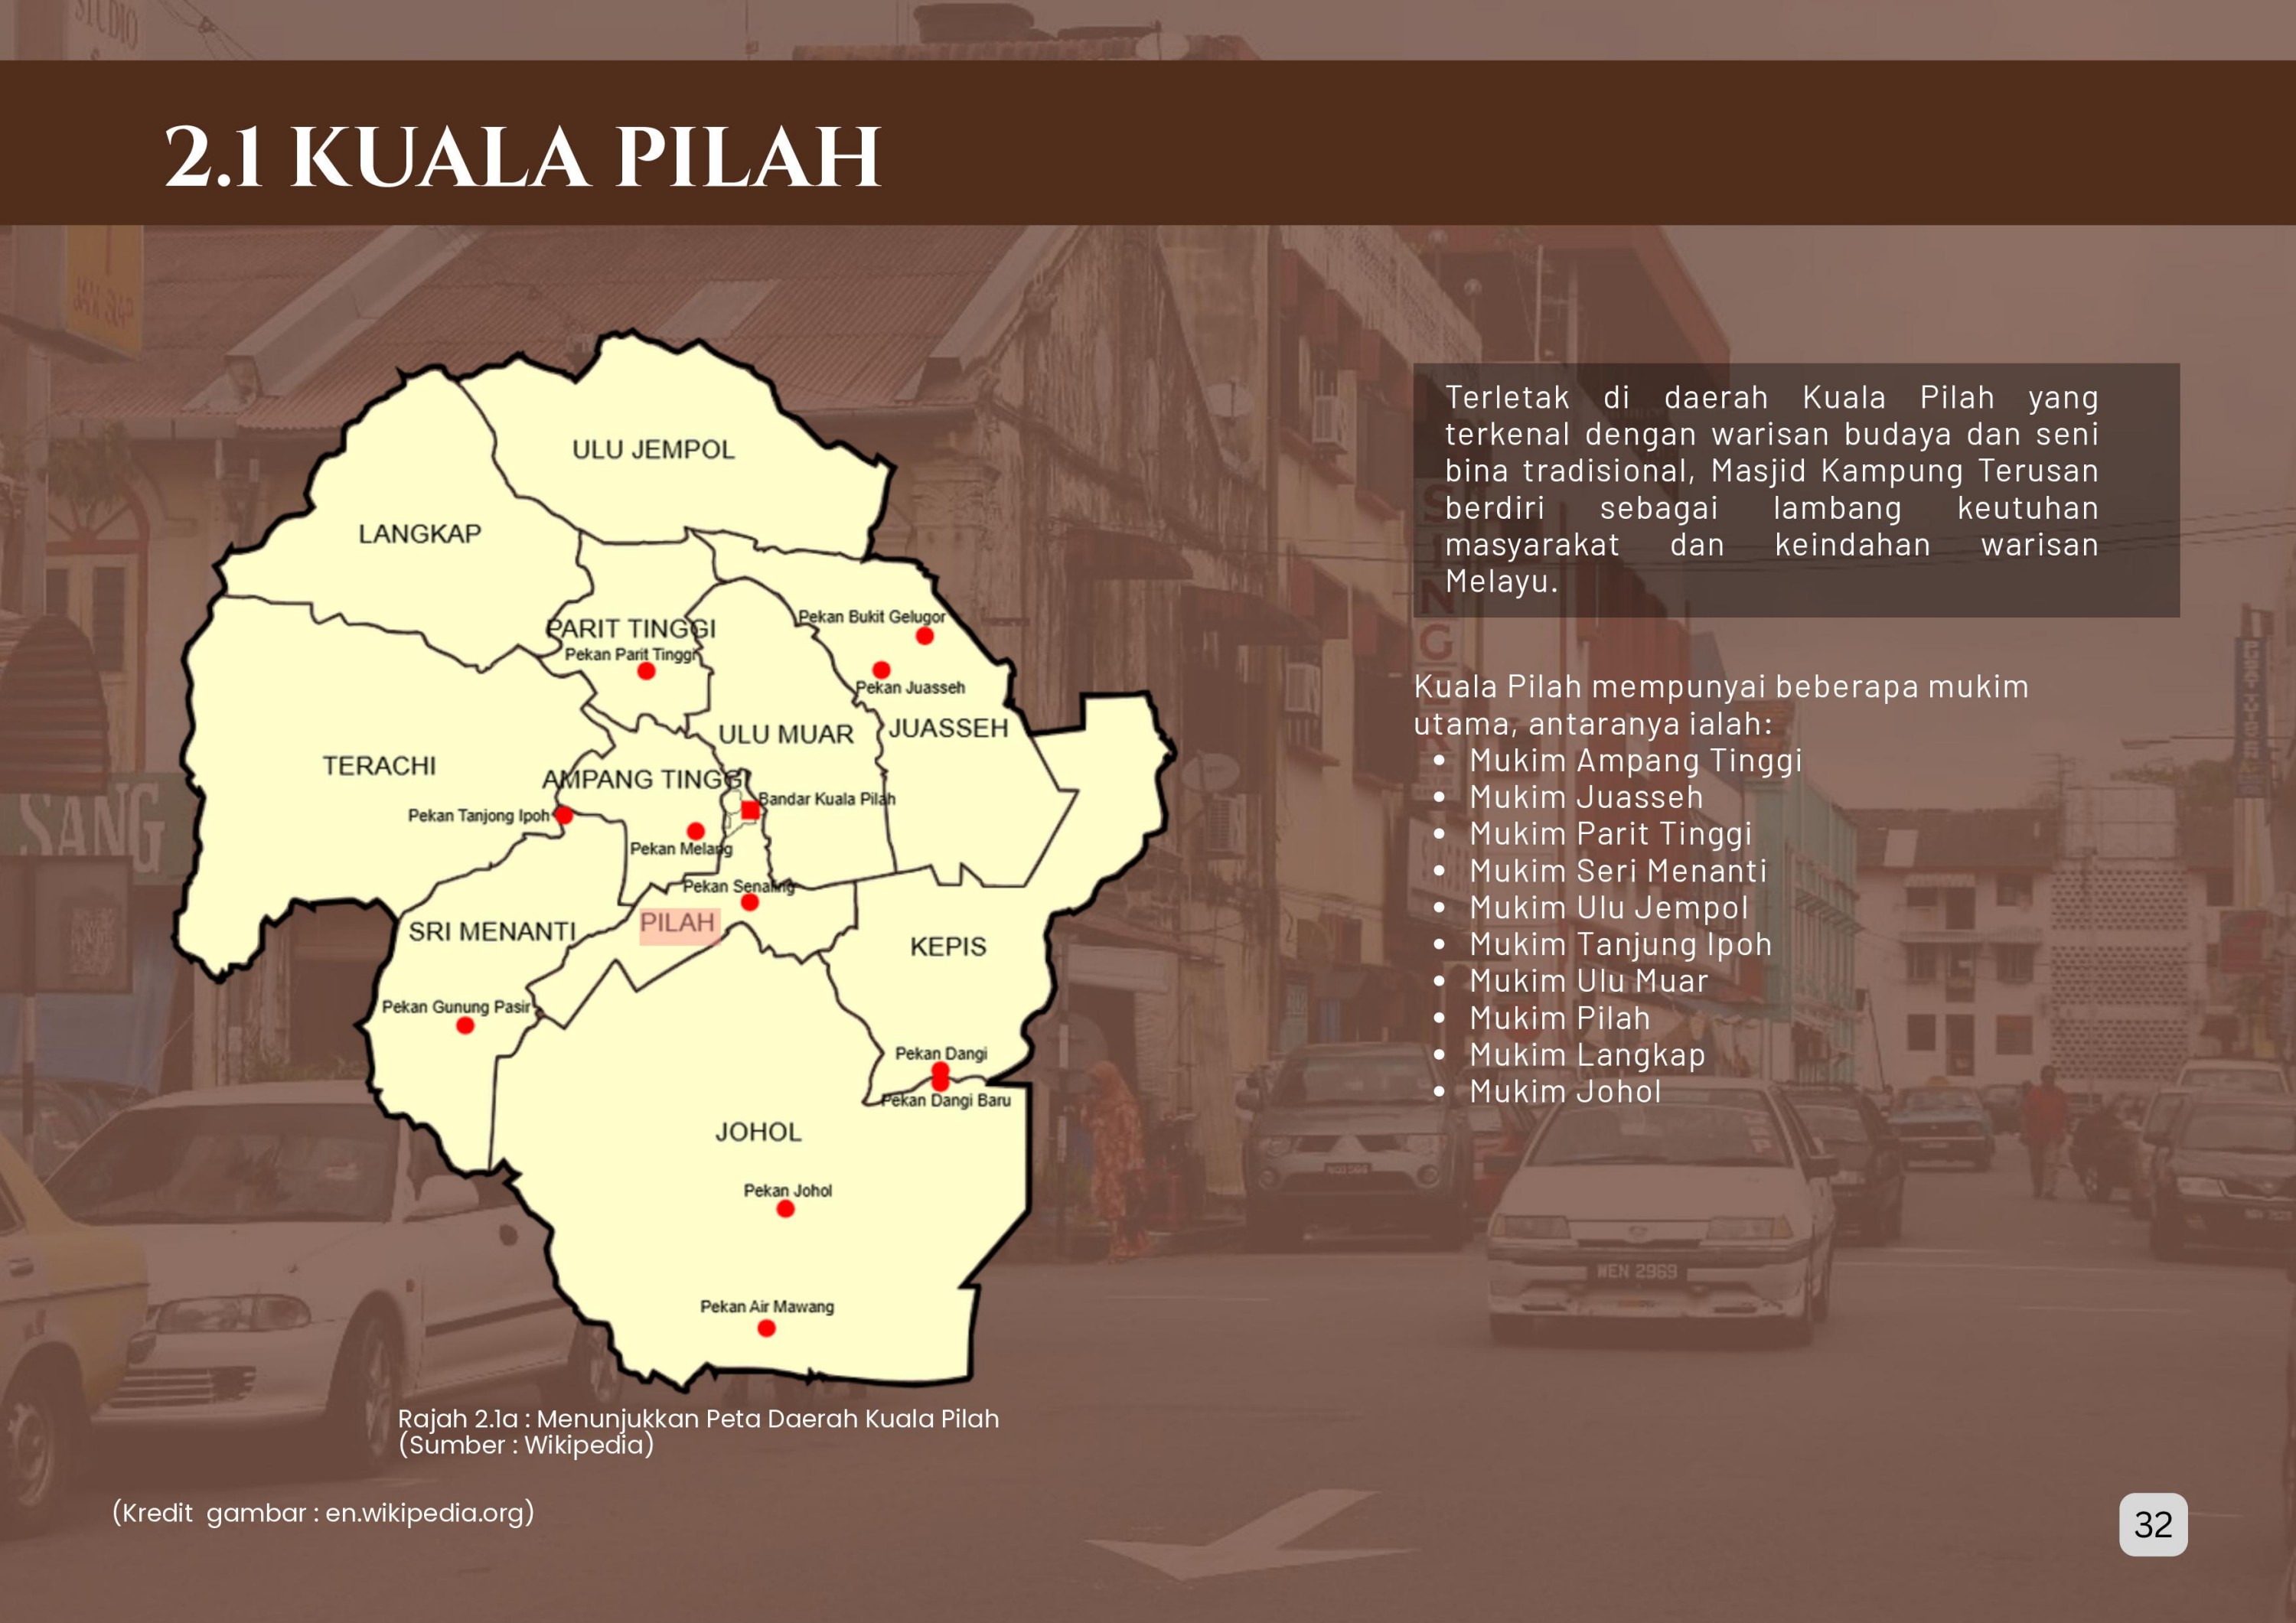 STUDIO
2.1 KUALA PILAH
ULU JEMPOL
LANGKAP
Pekan Bukit Gelugor
PARIT TINGGI
Pekan Parit Tinggi
Pekan Juasseh
ULU MUAR
JUASSEH
TERACHI
AMPANG TINGGI
Bandar Kuala Pilah
Pekan Tanjong Ipoh
Pekan Melang
Pekan Senaling
PILAH
SRI MENANTI
KEPIS
Pekan Gunung Pasir
Pekan Dangi
Pekan Dangi Baru
JOHOL
Pekan Johol
Pekan Air Mawang
Rajah 2.1a : Menunjukkan Peta Daerah Kuala Pilah
(Sumber : Wikipedia)
(Kredit gambar : en.wikipedia.org)
Terletak di daerah Kuala Pilah yang
terkenal dengan warisan budaya dan seni
bina tradisional, Masjid Kampung Terusan
berdiri sebagai lambang keutuhan
masyarakat dan keindahan warisan
Melayu.
Kuala Pilah mempunyai beberapa mukim
utama, antaranya ialah:
• Mukim Ampang Tinggi
• Mukim Juasseh
• Mukim Parit Tinggi
• Mukim Seri Menanti
• Mukim Ulu Jempol
• Mukim Tanjung Ipoh
• Mukim Ulu Muar
• Mukim Pilah
• Mukim Langkap
• Mukim Johol
SANG
SINGER
WEN 2969
32